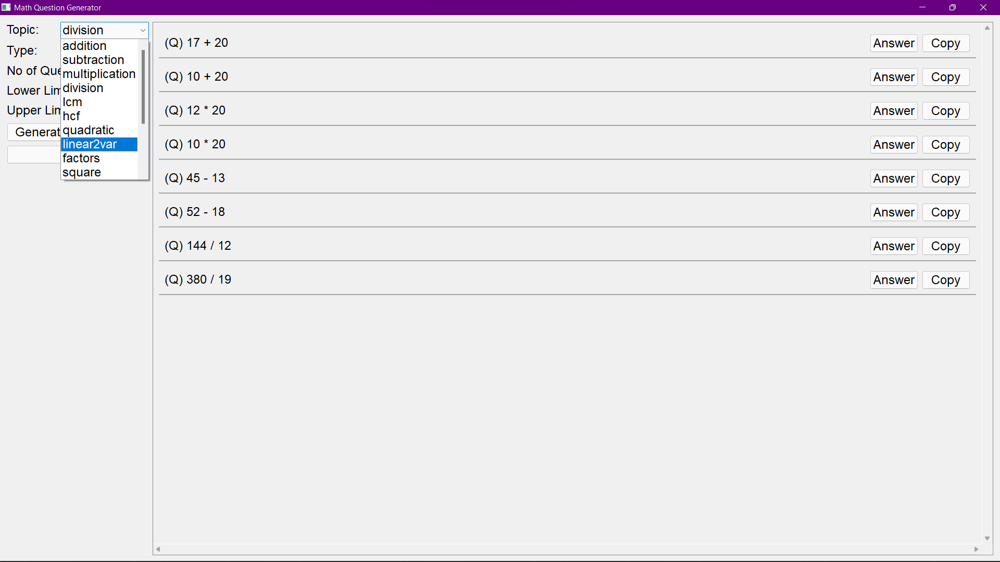 Math Question Generator
Topic:
division
addition
subtraction
multiplication
division
lcm
hcf
quadratic
linear2var
factors
square
Type:
No of Que
Lower Lim
Upper Lim
Generat
(Q) 17 + 20 Answer Copy
(Q) 10 + 20 Answer Copy
(Q) 12 * 20 Answer Copy
(Q) 10 * 20 Answer Copy
(Q) 45 - 13 Answer Copy
(Q) 52 - 18 Answer Copy
(Q) 144 / 12 Answer Copy
(Q) 380 / 19 Answer Copy